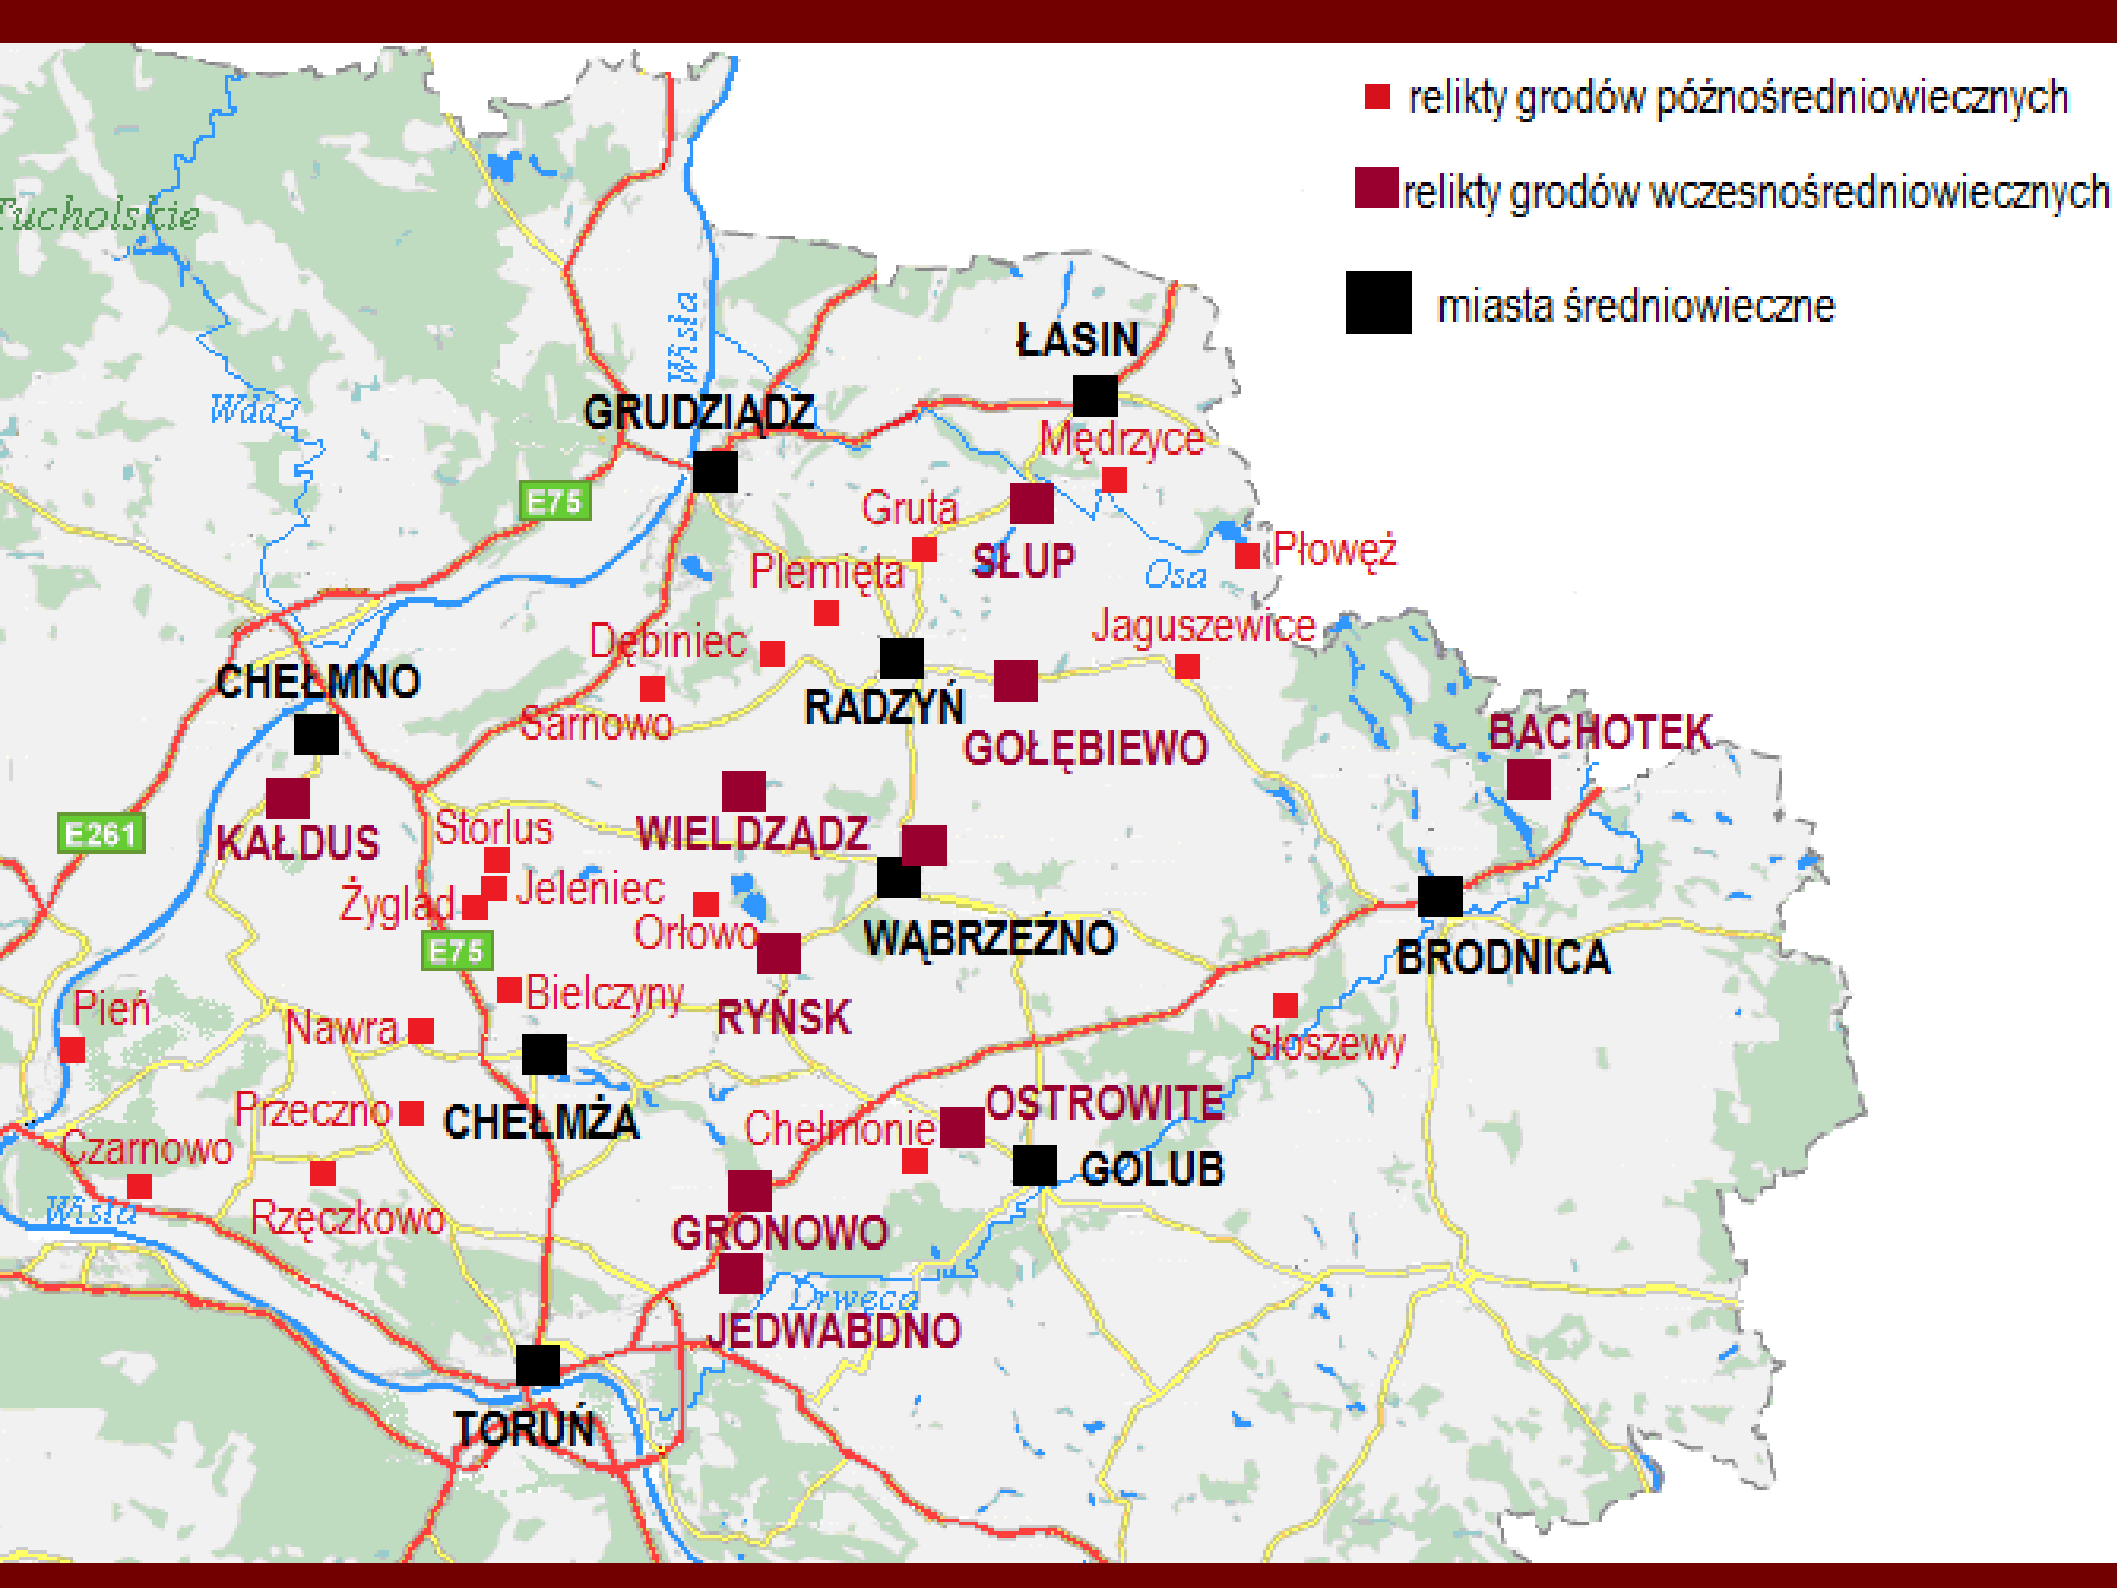 relikty grodów późnośredniowiecznych
relikty grodów wczesnośredniowiecznych
miasta średniowieczne
Tucholskie
Wisła
ŁASIN
Wda
GRUDZIĄDZ
Mędrzyce
E75
Gruta
SŁUP
Płowęż
Plemięta
Osa
Jaguszewice
Dębiniec
CHEŁMNO
RADZYŃ
Sarnowo
GOŁĘBIEWO
BACHOTEK
E261
KAŁDUS
Storlus
WIELDZĄDZ
Żygląd
Jeleniec
Orłowo
WĄBRZEŹNO
E75
BRODNICA
Pień
Bielczyny
RYŃSK
Nawra
Słoszewy
Przeczno
CHEŁMŻA
OSTROWITE
Chełmonie
Czarnowo
GOLUB
Wisła
Rzęczkowo
GRONOWO
Drwęca
JEDWABDNO
TORUŃ